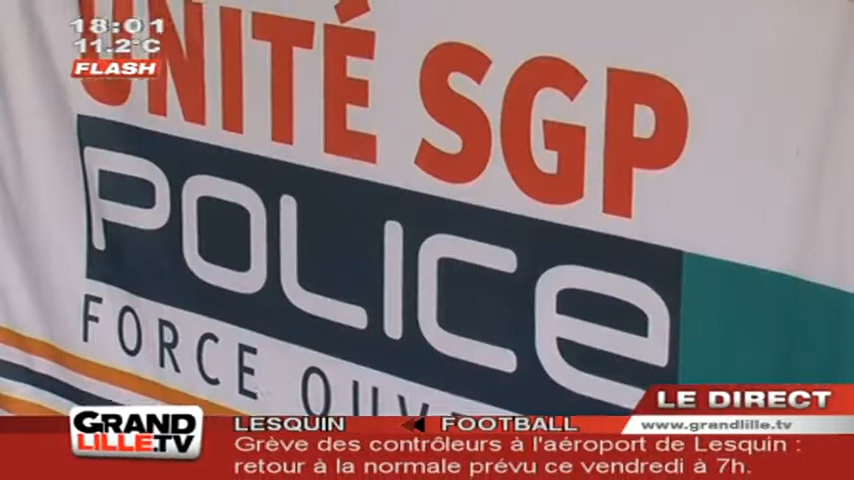 18:01
11.2°C
FLASH
UNITÉ SGP
POLICE
FORCE
LE DIRECT
www.grandlille.tv
GRAND
LILLE.TV
LESQUIN FOOTBALL
Grève des contrôleurs à l'aéroport de Lesquin :
retour à la normale prévu ce vendredi à 7h.